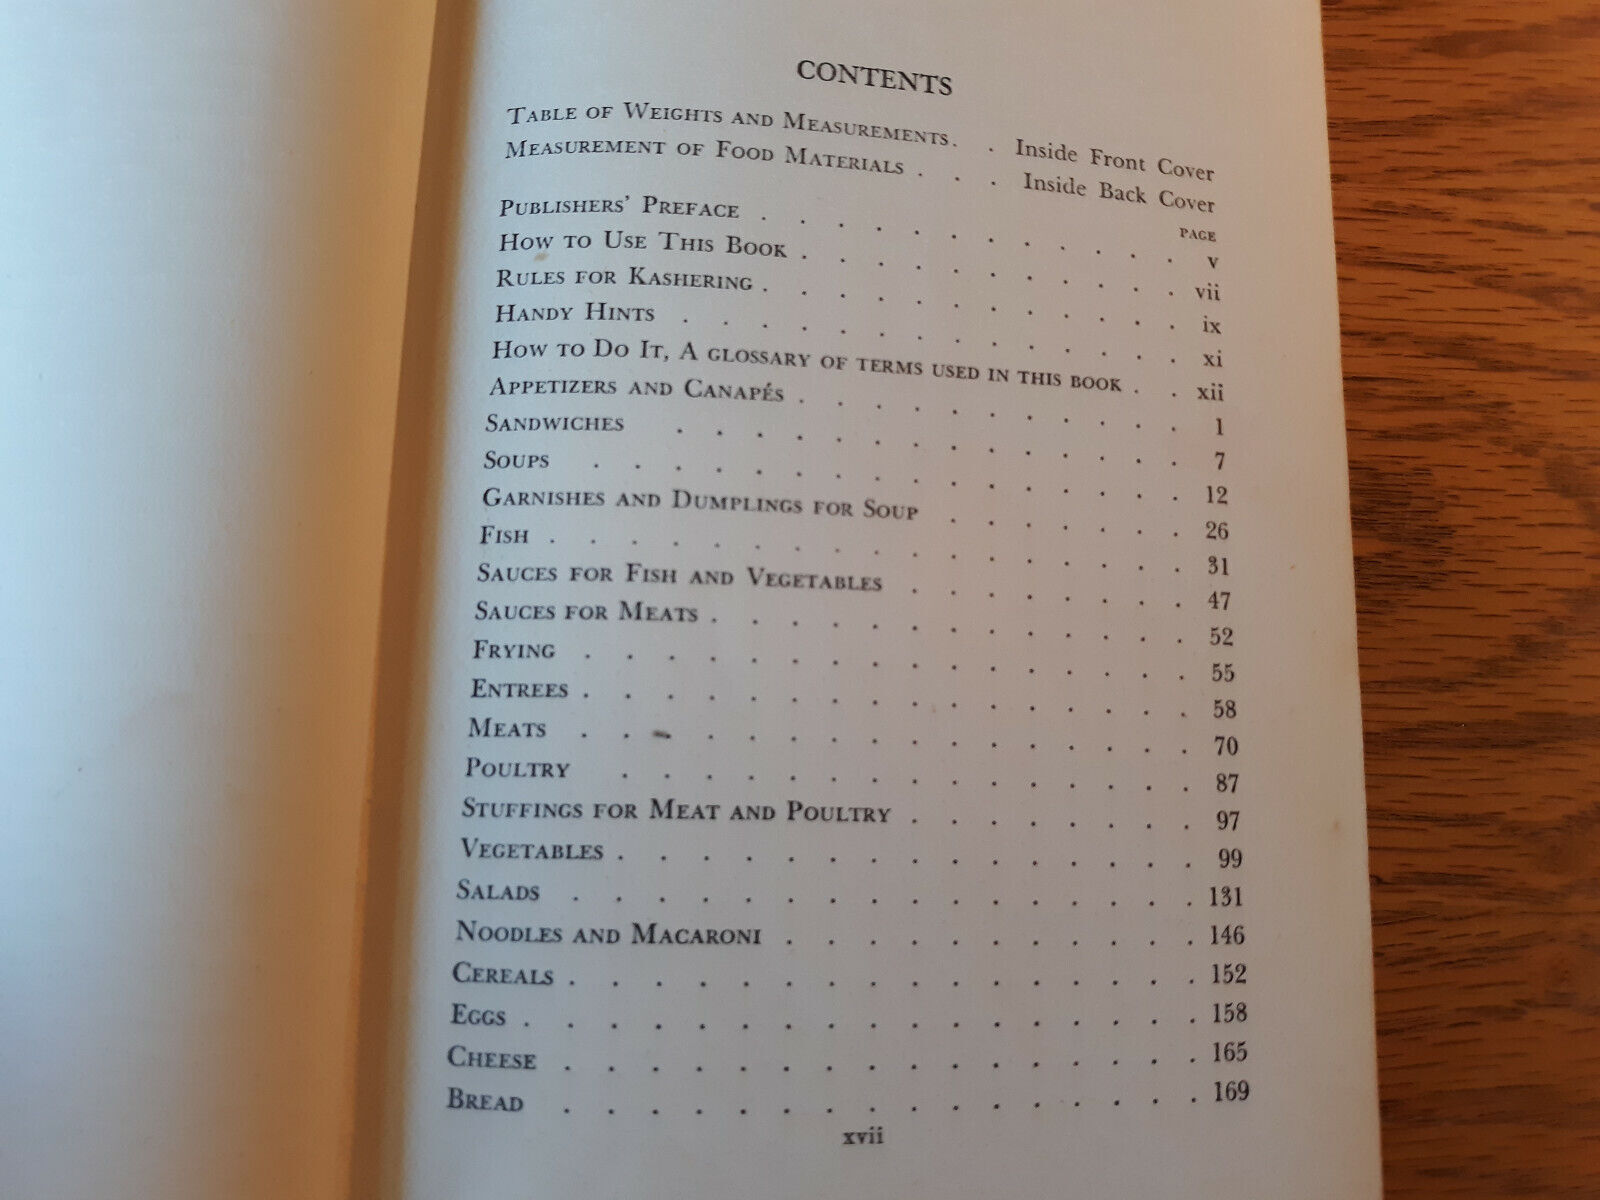 CONTENTS
TABLE OF WEIGHTS AND MEASUREMENTS . . Inside Front Cover
MEASUREMENT OF FOOD MATERIALS . . . Inside Back Cover
PAGE
PUBLISHERS' PREFACE . . . . . . . . . . . v
HOW TO USE THIS BOOK . . . . . . . . . . vii
RULES FOR KASHERING . . . . . . . . . . . ix
HANDY HINTS . . . . . . . . . . . . . xi
HOW TO DO IT, A GLOSSARY OF TERMS USED IN THIS BOOK . . xii
APPETIZERS AND CANAPÉS . . . . . . . . . . 1
SANDWICHES . . . . . . . . . . . . . 7
SOUPS . . . . . . . . . . . . . . . 12
GARNISHES AND DUMPLINGS FOR SOUP . . . . . . . 26
FISH . . . . . . . . . . . . . . . . 31
SAUCES FOR FISH AND VEGETABLES . . . . . . . . 47
SAUCES FOR MEATS . . . . . . . . . . . . . 52
FRYING . . . . . . . . . . . . . . . 55
ENTREES . . . . . . . . . . . . . . . . 58
MEATS . . . . . . . . . . . . . . . . 70
POULTRY . . . . . . . . . . . . . . . 87
STUFFINGS FOR MEAT AND POULTRY . . . . . . . . 97
VEGETABLES . . . . . . . . . . . . . . . 99
SALADS . . . . . . . . . . . . . . . . 131
NOODLES AND MACARONI . . . . . . . . . . . 146
CEREALS . . . . . . . . . . . . . . . . 152
EGGS . . . . . . . . . . . . . . . . . 158
CHEESE . . . . . . . . . . . . . . . . 165
BREAD . . . . . . . . . . . . . . . . 169
xvii